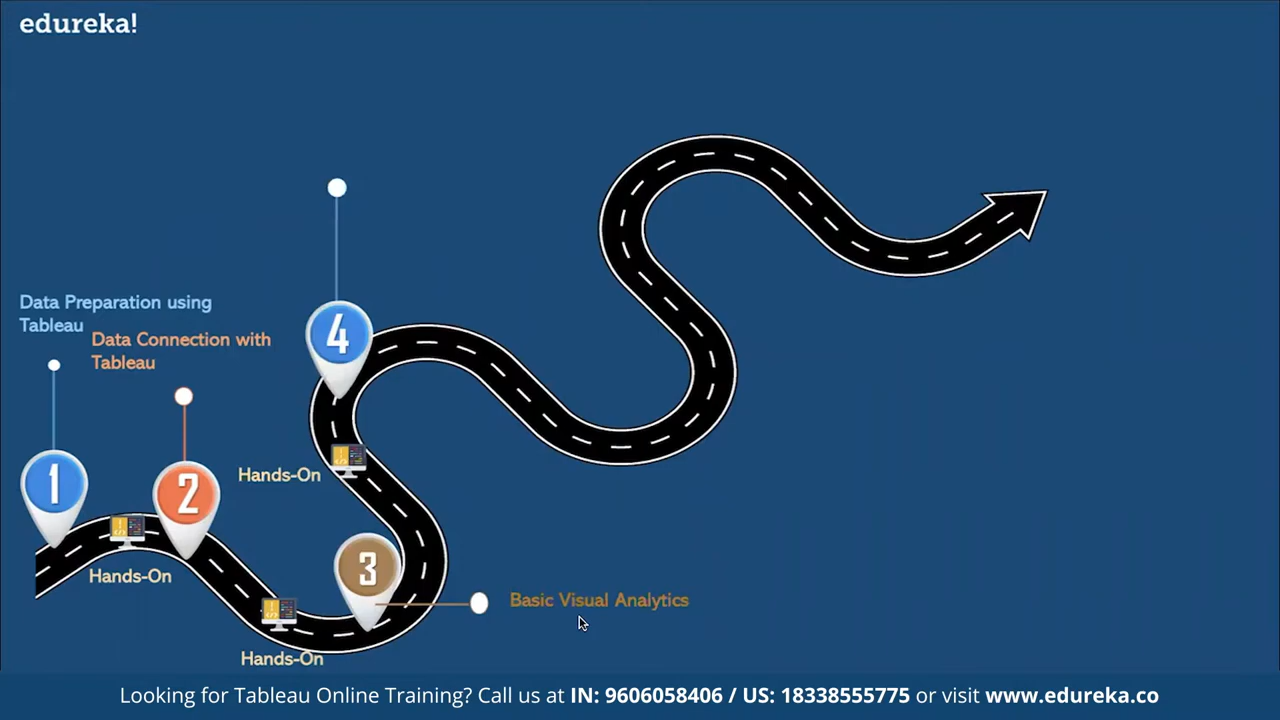 edureka!
Data Preparation using
Tableau
Data Connection with
Tableau
4
1
2
Hands-On
3
Hands-On
Basic Visual Analytics
Hands-On
Looking for Tableau Online Training? Call us at IN: 9606058406 / US: 18338555775 or visit www.edureka.co